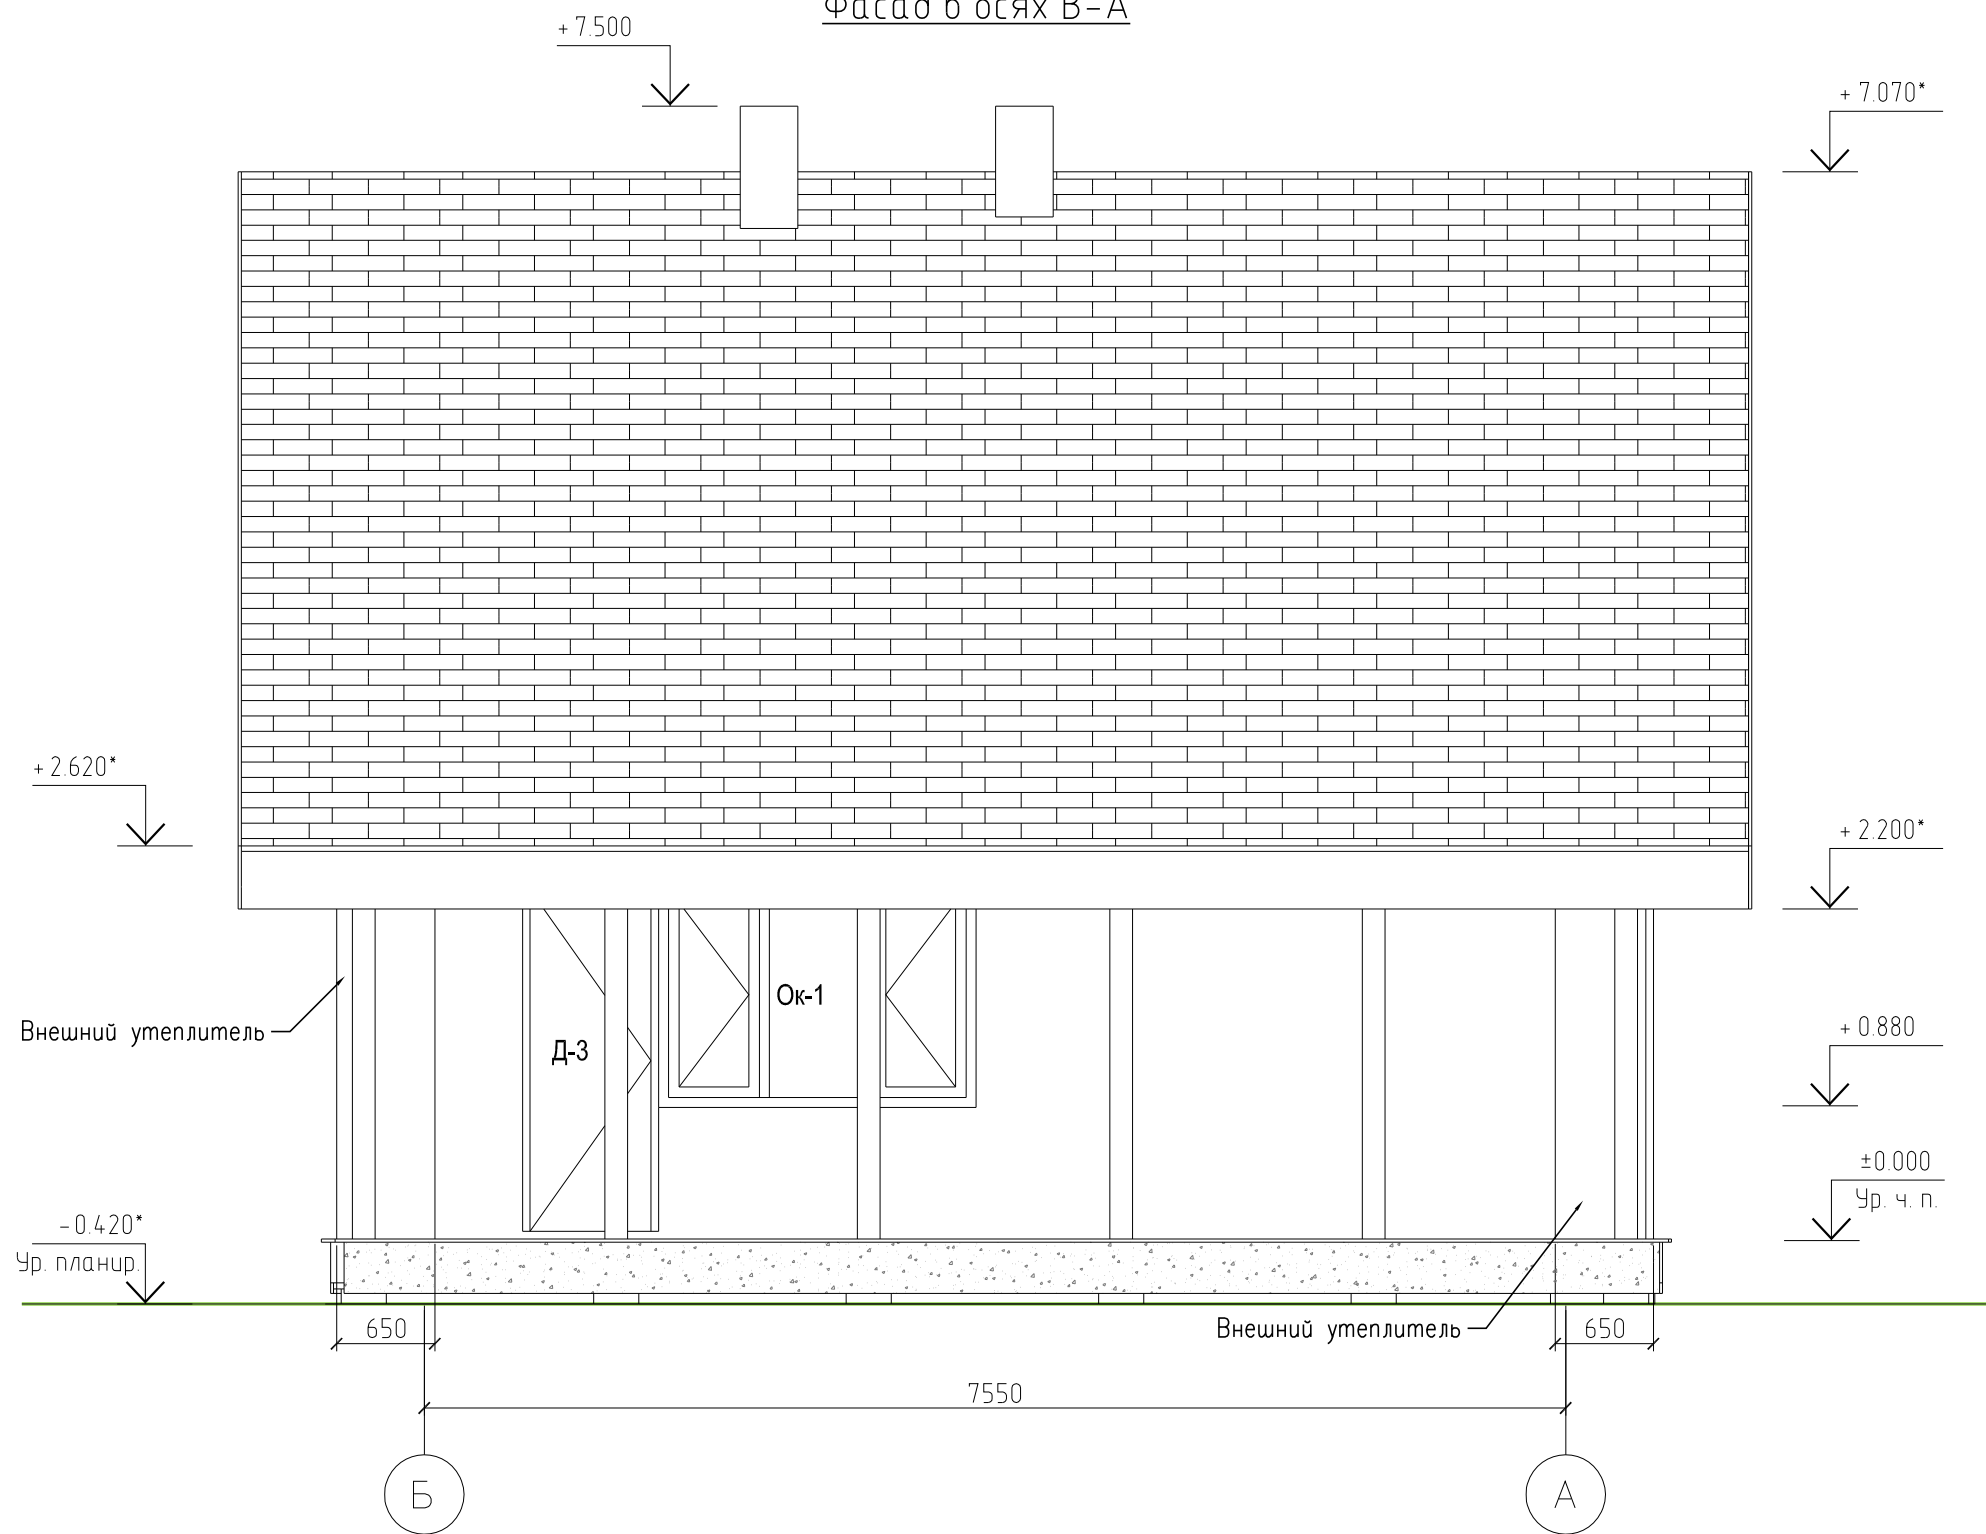 Фасад в осях В-А
+7.500
+7.070*
+2.620*
+2.200*
Ок-1
Внешний утеплитель
+0.880
Д-3
±0.000
Ур. ч. п.
-0.420*
Ур. планир.
650
Внешний утеплитель
650
7550
Б
А